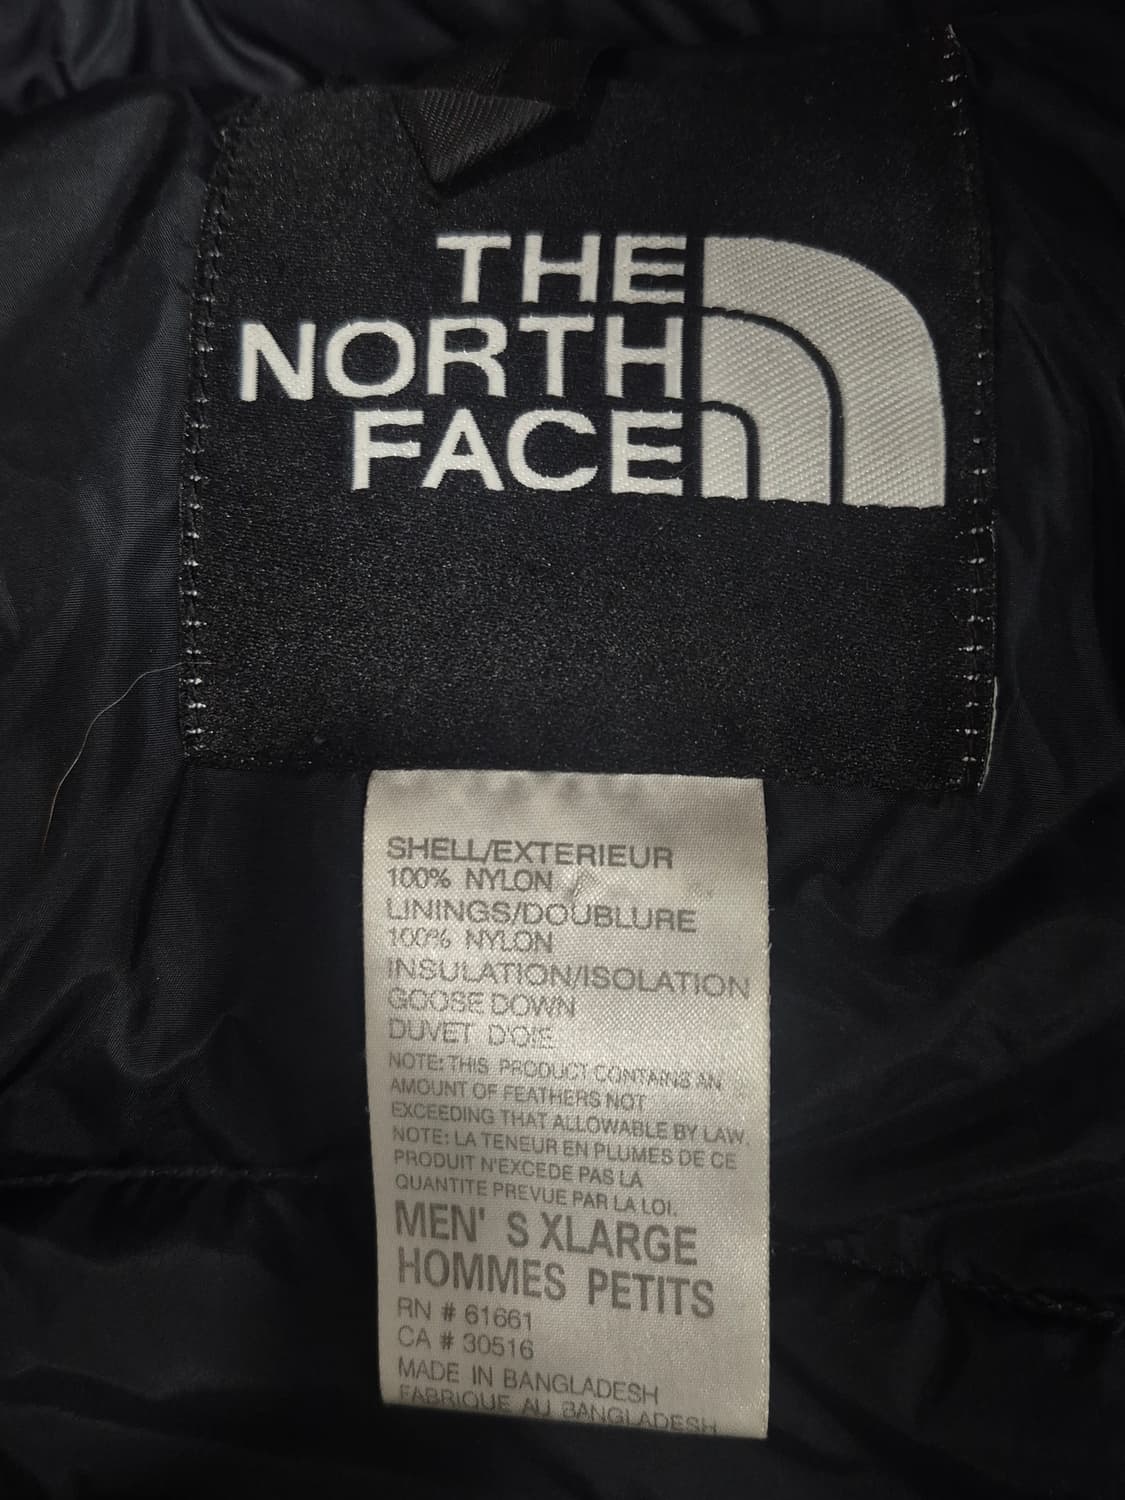 THE
NORTH
FACE
SHELL/EXTERIEUR
100% NYLON
LININGS/DOUBLURE
100% NYLON
INSULATION/ISOLATION
GOOSE DOWN
DUVET D'OIE
NOTE: THIS PRODUCT CONTAINS AN
AMOUNT OF FEATHERS NOT
EXCEEDING THAT ALLOWABLE BY LAW.
NOTE: LA TENEUR EN PLUMES DE CE
PRODUIT N'EXCEDE PAS LA
QUANTITE PREVUE PAR LA LOI.
MEN' S XLARGE
HOMMES PETITS
RN # 61661
CA # 30516
MADE IN BANGLADESH
FABRIQUE AU BANGLADESH